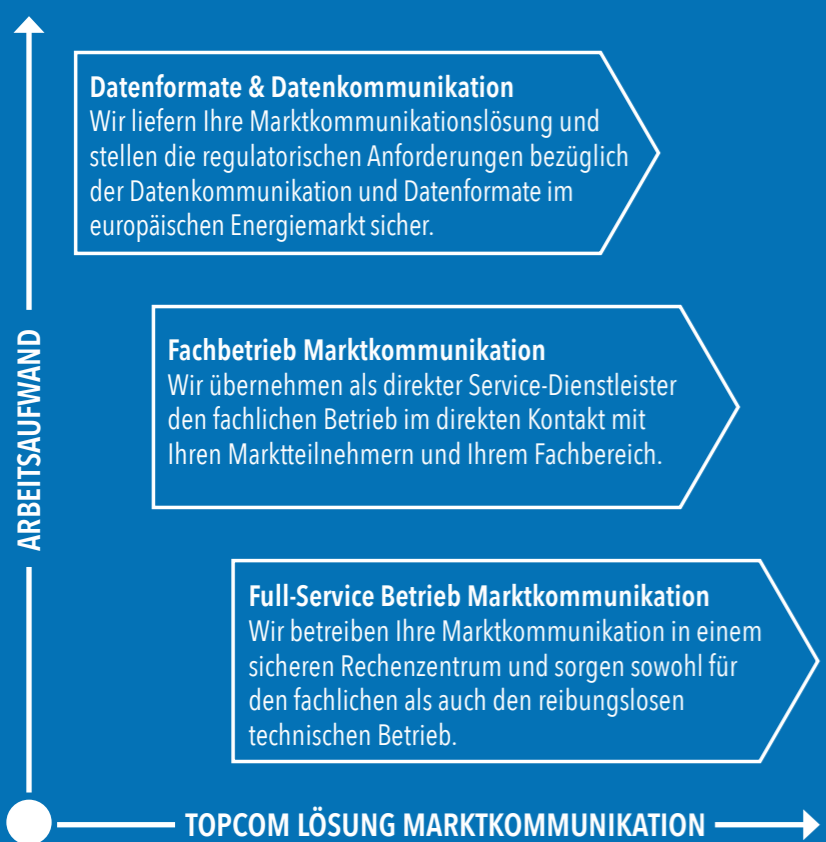 Datenformate & Datenkommunikation
Wir liefern Ihre Marktkommunikationslösung und
stellen die regulatorischen Anforderungen bezüglich
der Datenkommunikation und Datenformate im
europäischen Energiemarkt sicher.
Fachbetrieb Marktkommunikation
Wir übernehmen als direkter Service-Dienstleister
den fachlichen Betrieb im direkten Kontakt mit
Ihren Marktteilnehmern und Ihrem Fachbereich.
Full-Service Betrieb Marktkommunikation
Wir betreiben Ihre Marktkommunikation in einem
sicheren Rechenzentrum und sorgen sowohl für
den fachlichen als auch den reibungslosen
technischen Betrieb.
ARBEITSAUFWAND
TOPCOM LÖSUNG MARKTKOMMUNIKATION